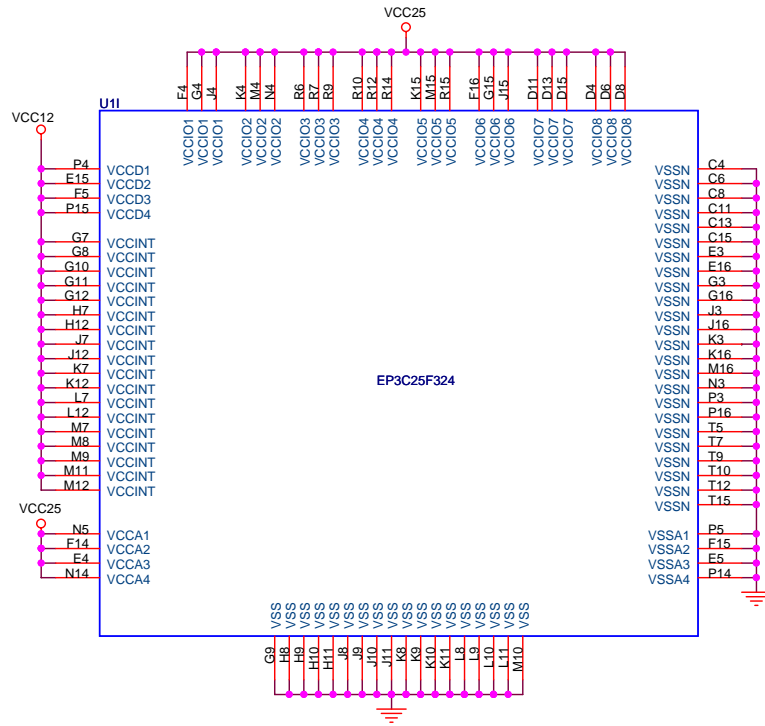 VCC25
F4 G4 J4 K4 M4 N4 R6 R7 R9 R10 R12 R14 K15 M15 R15 F16 G15 J15 D11 D13 D15 D4 D6 D8
U1I
VCCIO1 VCCIO1 VCCIO1 VCCIO2 VCCIO2 VCCIO2 VCCIO3 VCCIO3 VCCIO3 VCCIO4 VCCIO4 VCCIO4 VCCIO5 VCCIO5 VCCIO5 VCCIO6 VCCIO6 VCCIO6 VCCIO7 VCCIO7 VCCIO7 VCCIO8 VCCIO8 VCCIO8
VCC12
P4 VCCD1
E15 VCCD2
F5 VCCD3
P15 VCCD4
G7 VCCINT
G8 VCCINT
G10 VCCINT
G11 VCCINT
G12 VCCINT
H7 VCCINT
H12 VCCINT
J7 VCCINT
J12 VCCINT
K7 VCCINT
K12 VCCINT
L7 VCCINT
L12 VCCINT
M7 VCCINT
M8 VCCINT
M9 VCCINT
M11 VCCINT
M12 VCCINT
VCC25
N5 VCCA1
F14 VCCA2
E4 VCCA3
N14 VCCA4
EP3C25F324
VSSN C4
VSSN C6
VSSN C8
VSSN C11
VSSN C13
VSSN C15
VSSN E3
VSSN E16
VSSN G3
VSSN G16
VSSN J3
VSSN J16
VSSN K3
VSSN K16
VSSN M16
VSSN N3
VSSN P3
VSSN P16
VSSN T5
VSSN T7
VSSN T9
VSSN T10
VSSN T12
VSSN T15
VSSA1 P5
VSSA2 F15
VSSA3 E5
VSSA4 P14
VSS VSS VSS VSS VSS VSS VSS VSS VSS VSS VSS VSS VSS VSS VSS VSS VSS VSS
G9 H8 H9 H10 H11 J8 J9 J10 J11 K8 K9 K10 K11 L8 L9 L10 L11 M10